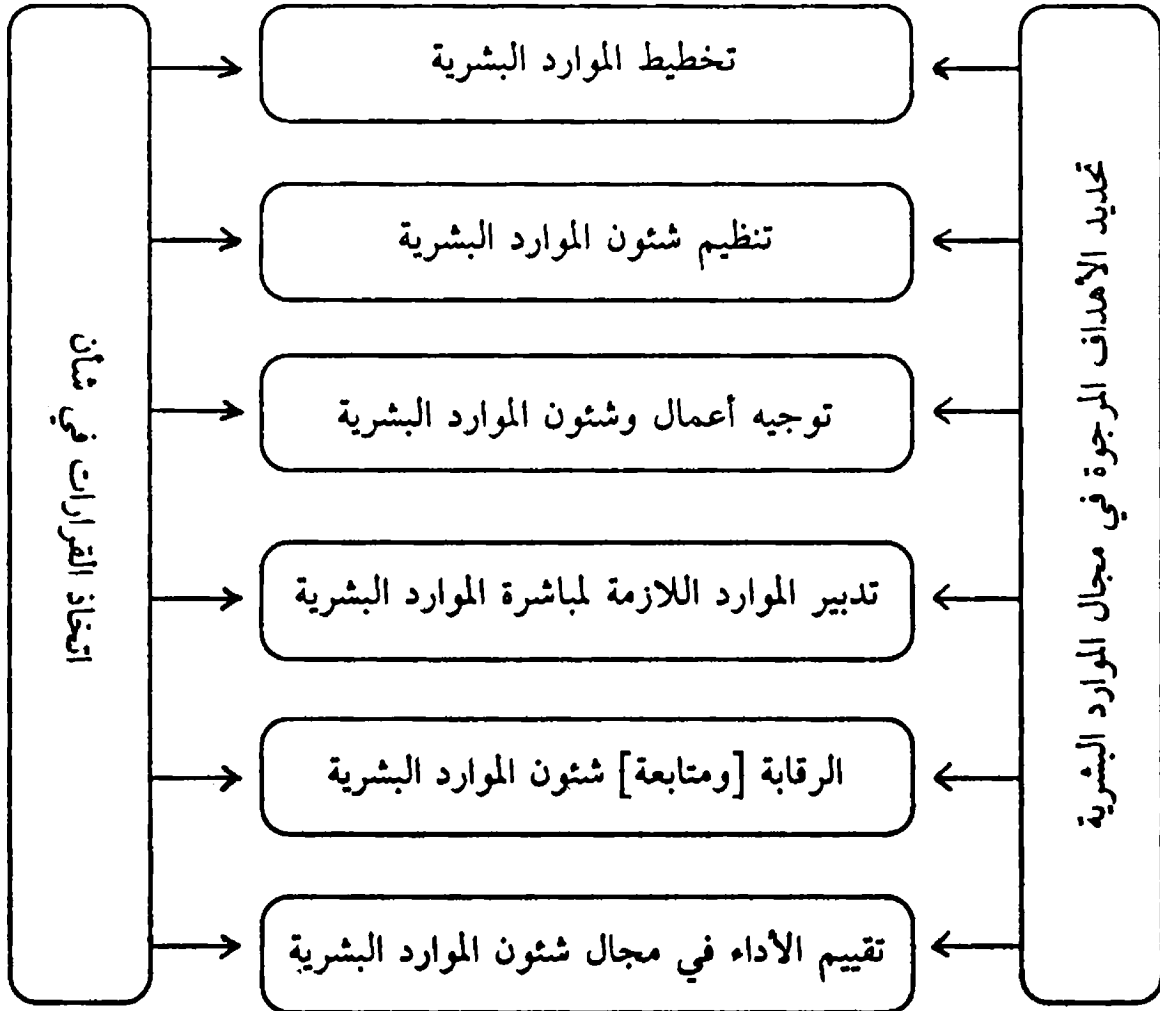 تحديد الأهداف المرجوة في مجال الموارد البشرية
تخطيط الموارد البشرية
تنظيم شئون الموارد البشرية
توجيه أعمال وشئون الموارد البشرية
تدبير الموارد اللازمة لمباشرة الموارد البشرية
الرقابة [ومتابعة] شئون الموارد البشرية
تقييم الأداء في مجال شئون الموارد البشرية
اتخاذ القرارات في شأن